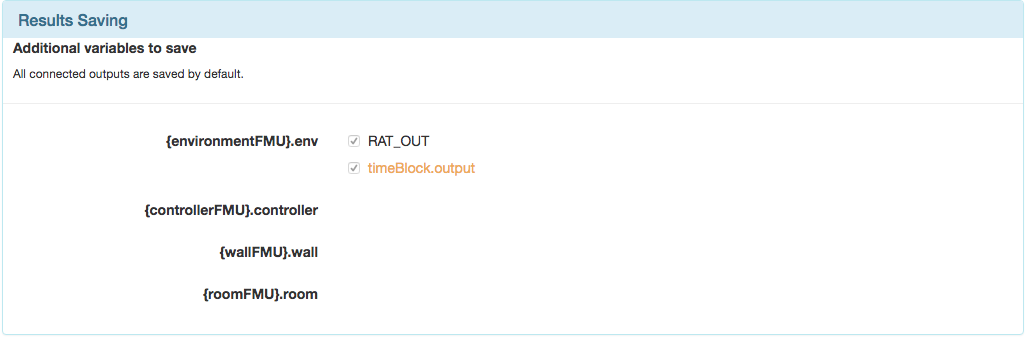 Results Saving
Additional variables to save
All connected outputs are saved by default.
{environmentFMU}.env RAT_OUT
timeBlock.output
{controllerFMU}.controller
{wallFMU}.wall
{roomFMU}.room